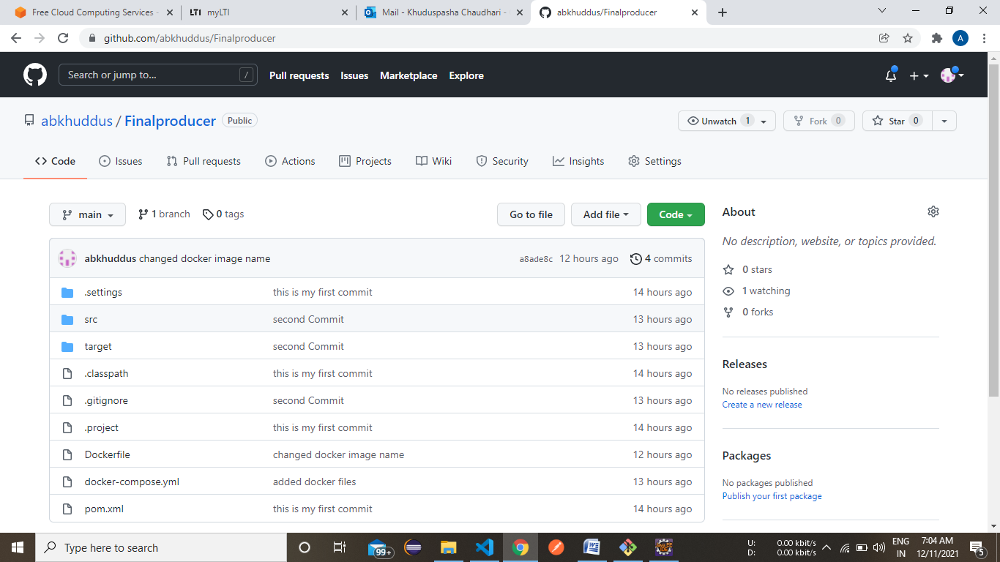 Free Cloud Computing Services -
myLTI
Mail - Khuduspasha Chaudhari -
abkhuddus/Finalproducer
github.com/abkhuddus/Finalproducer
A
Search or jump to...
/
Pull requests
Issues
Marketplace
Explore
abkhuddus / Finalproducer
Public
Unwatch 1
Fork 0
Star 0
Code
Issues
Pull requests
Actions
Projects
Wiki
Security
Insights
Settings
main
1 branch
0 tags
Go to file
Add file
Code
abkhuddus changed docker image name
a8ade8c 12 hours ago
4 commits
.settings
this is my first commit
14 hours ago
src
second Commit
13 hours ago
target
second Commit
13 hours ago
.classpath
this is my first commit
14 hours ago
.gitignore
second Commit
13 hours ago
.project
this is my first commit
14 hours ago
Dockerfile
changed docker image name
12 hours ago
docker-compose.yml
added docker files
13 hours ago
pom.xml
this is my first commit
14 hours ago
About
No description, website, or topics provided.
0 stars
1 watching
0 forks
Releases
No releases published
Create a new release
Packages
No packages published
Publish your first package
Type here to search
99+
U: 0.00 kbit/s
D: 0.00 kbit/s
ENG
IN
7:04 AM
12/11/2021
5